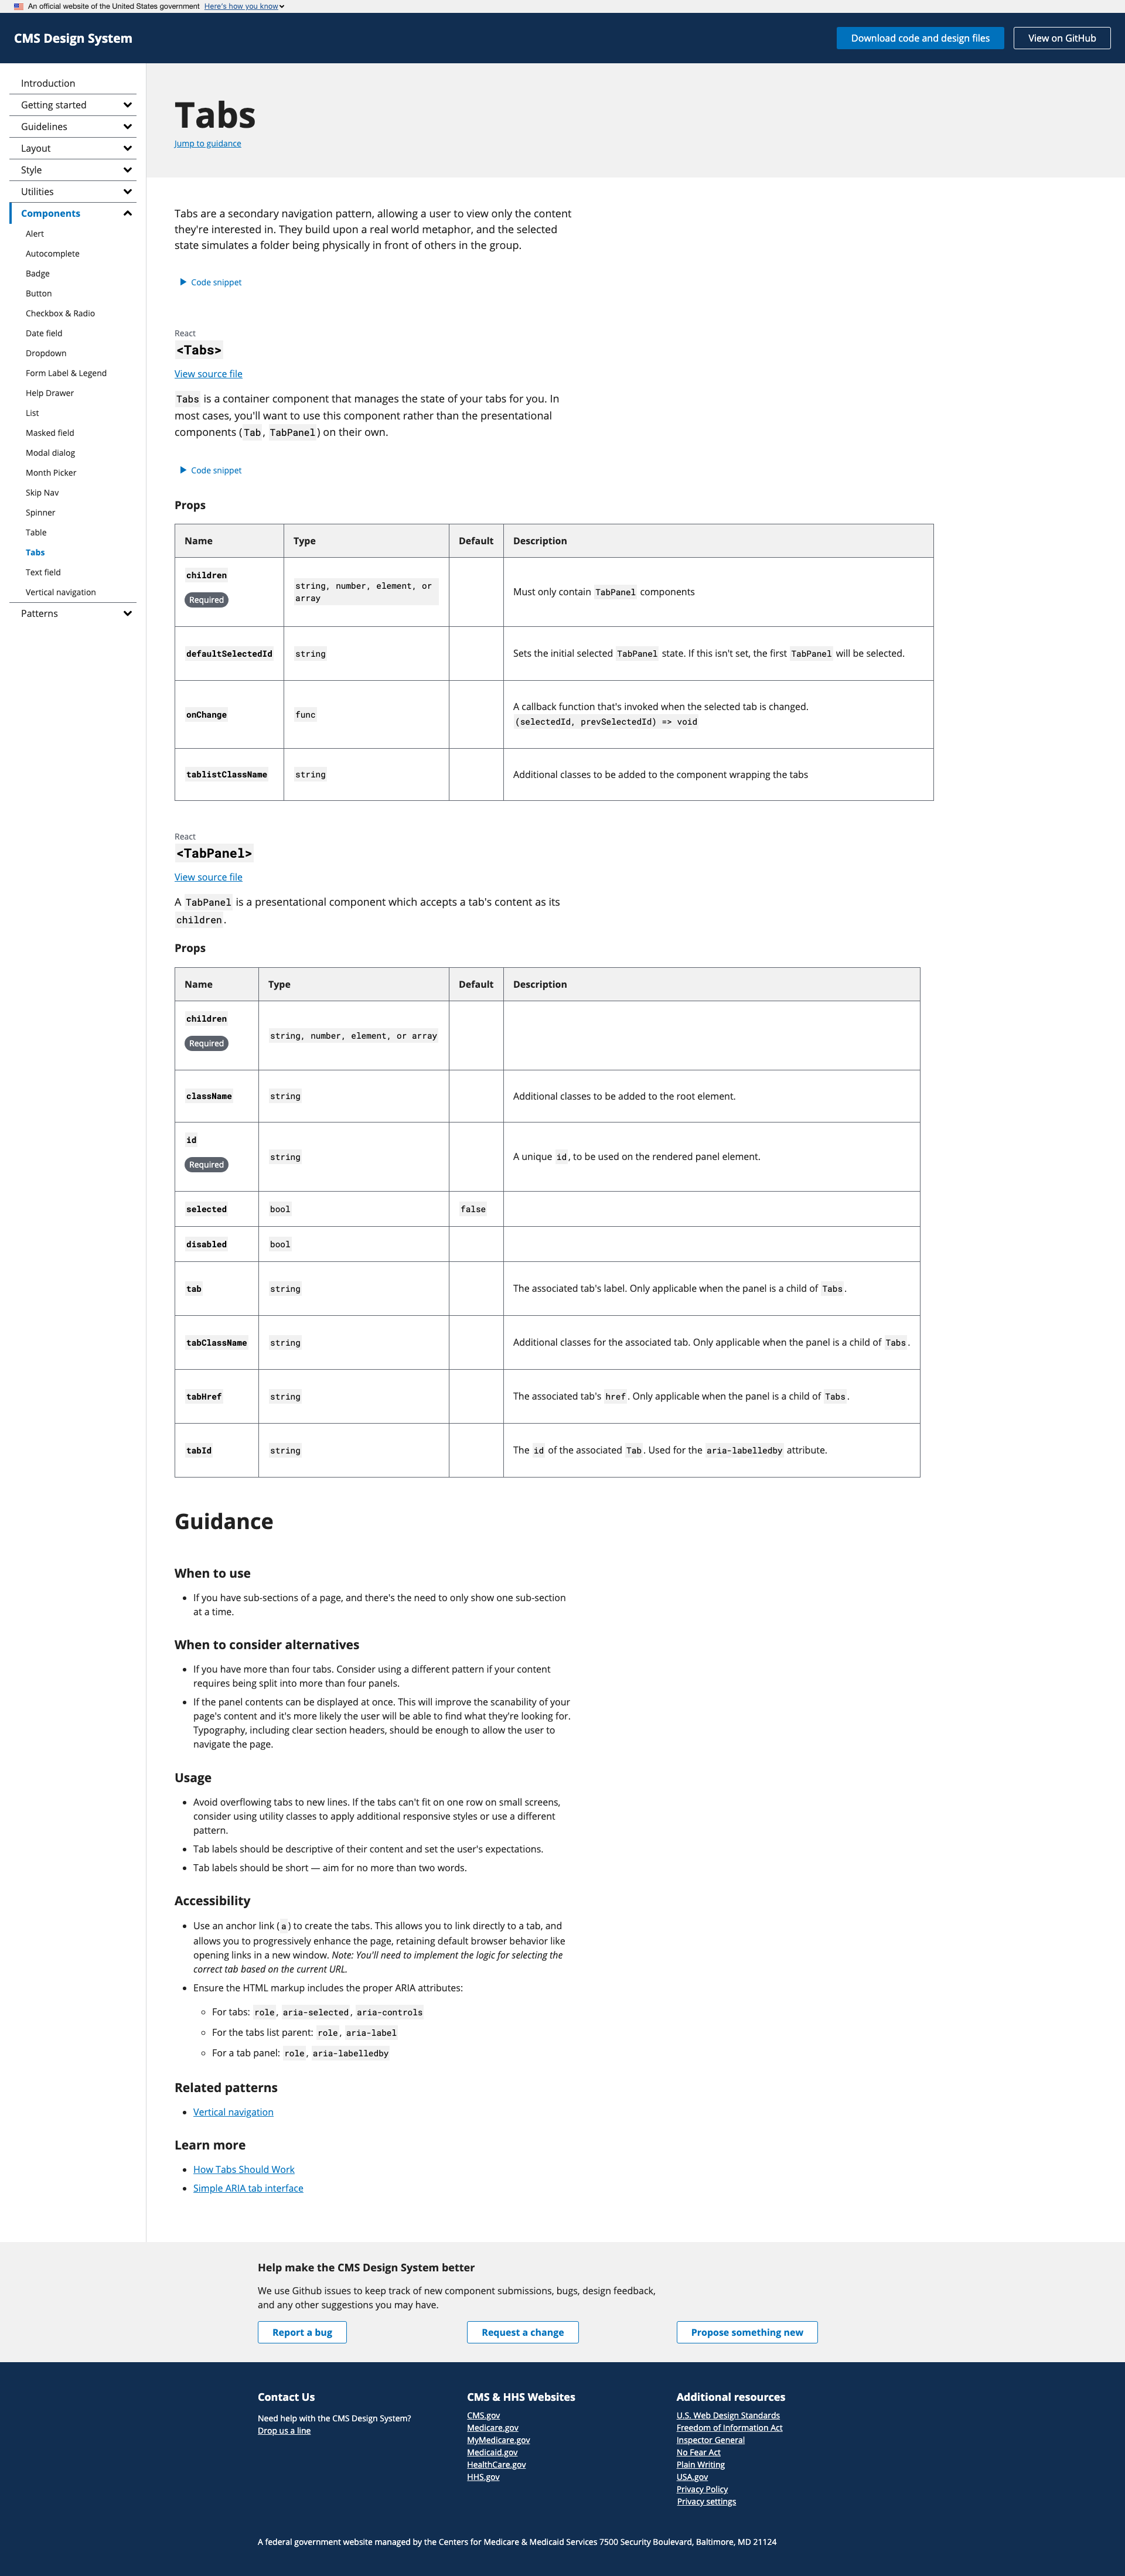 An official website of the United States government Here's how you know
CMS Design System
Download code and design files
View on GitHub
Introduction
Getting started
Guidelines
Layout
Style
Utilities
Components
Alert
Autocomplete
Badge
Button
Checkbox & Radio
Date field
Dropdown
Form Label & Legend
Help Drawer
List
Masked field
Modal dialog
Month Picker
Skip Nav
Spinner
Table
Tabs
Text field
Vertical navigation
Patterns
Tabs
Jump to guidance
Tabs are a secondary navigation pattern, allowing a user to view only the content
they're interested in. They build upon a real world metaphor, and the selected
state simulates a folder being physically in front of others in the group.
Code snippet
React
<Tabs>
View source file
Tabs is a container component that manages the state of your tabs for you. In
most cases, you'll want to use this component rather than the presentational
components (Tab, TabPanel) on their own.
Code snippet
Props
Name Type Default Description
children
Required
string, number, element, or
array
Must only contain TabPanel components
defaultSelectedId string Sets the initial selected TabPanel state. If this isn't set, the first TabPanel will be selected.
onChange func
A callback function that's invoked when the selected tab is changed.
(selectedId, prevSelectedId) => void
tablistClassName string Additional classes to be added to the component wrapping the tabs
React
<TabPanel>
View source file
A TabPanel is a presentational component which accepts a tab's content as its
children.
Props
Name Type Default Description
children
Required
string, number, element, or array
className string Additional classes to be added to the root element.
id
Required
string A unique id, to be used on the rendered panel element.
selected bool false
disabled bool
tab string The associated tab's label. Only applicable when the panel is a child of Tabs.
tabClassName string Additional classes for the associated tab. Only applicable when the panel is a child of Tabs.
tabHref string The associated tab's href. Only applicable when the panel is a child of Tabs.
tabId string The id of the associated Tab. Used for the aria-labelledby attribute.
Guidance
When to use
• If you have sub-sections of a page, and there's the need to only show one sub-section
at a time.
When to consider alternatives
• If you have more than four tabs. Consider using a different pattern if your content
requires being split into more than four panels.
• If the panel contents can be displayed at once. This will improve the scanability of your
page's content and it's more likely the user will be able to find what they're looking for.
Typography, including clear section headers, should be enough to allow the user to
navigate the page.
Usage
• Avoid overflowing tabs to new lines. If the tabs can't fit on one row on small screens,
consider using utility classes to apply additional responsive styles or use a different
pattern.
• Tab labels should be descriptive of their content and set the user's expectations.
• Tab labels should be short — aim for no more than two words.
Accessibility
• Use an anchor link (a) to create the tabs. This allows you to link directly to a tab, and
allows you to progressively enhance the page, retaining default browser behavior like
opening links in a new window. Note: You'll need to implement the logic for selecting the
correct tab based on the current URL.
• Ensure the HTML markup includes the proper ARIA attributes:
◦ For tabs: role, aria-selected, aria-controls
◦ For the tabs list parent: role, aria-label
◦ For a tab panel: role, aria-labelledby
Related patterns
• Vertical navigation
Learn more
• How Tabs Should Work
• Simple ARIA tab interface
Help make the CMS Design System better
We use Github issues to keep track of new component submissions, bugs, design feedback,
and any other suggestions you may have.
Report a bug
Request a change
Propose something new
Contact Us
Need help with the CMS Design System?
Drop us a line
CMS & HHS Websites
CMS.gov
Medicare.gov
MyMedicare.gov
Medicaid.gov
HealthCare.gov
HHS.gov
Additional resources
U.S. Web Design Standards
Freedom of Information Act
Inspector General
No Fear Act
Plain Writing
USA.gov
Privacy Policy
Privacy settings
A federal government website managed by the Centers for Medicare & Medicaid Services 7500 Security Boulevard, Baltimore, MD 21124